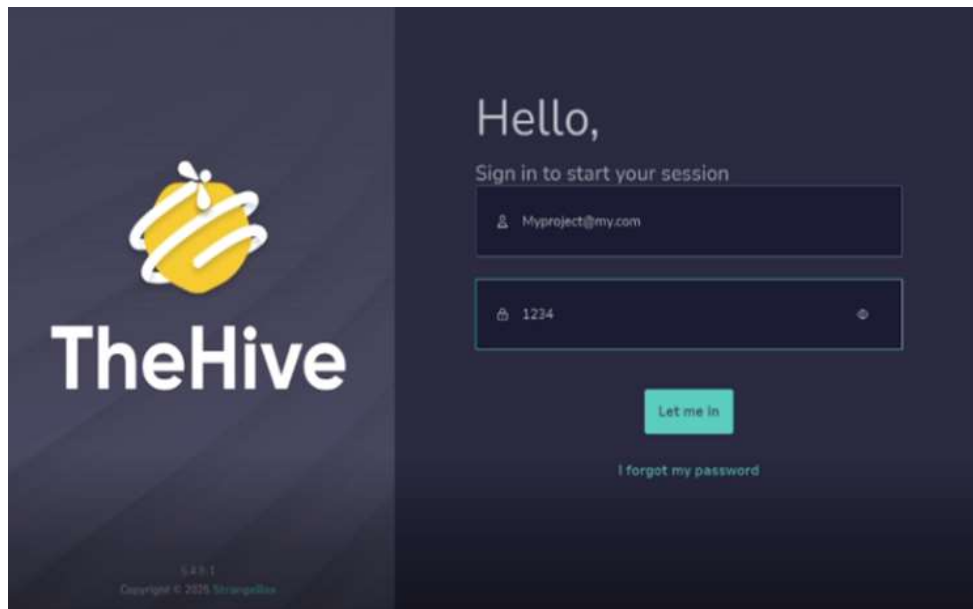 TheHive
Copyright © 2025 StrangeBee
Hello,
Sign in to start your session
Myproject@my.com
1234
Let me in
I forgot my password